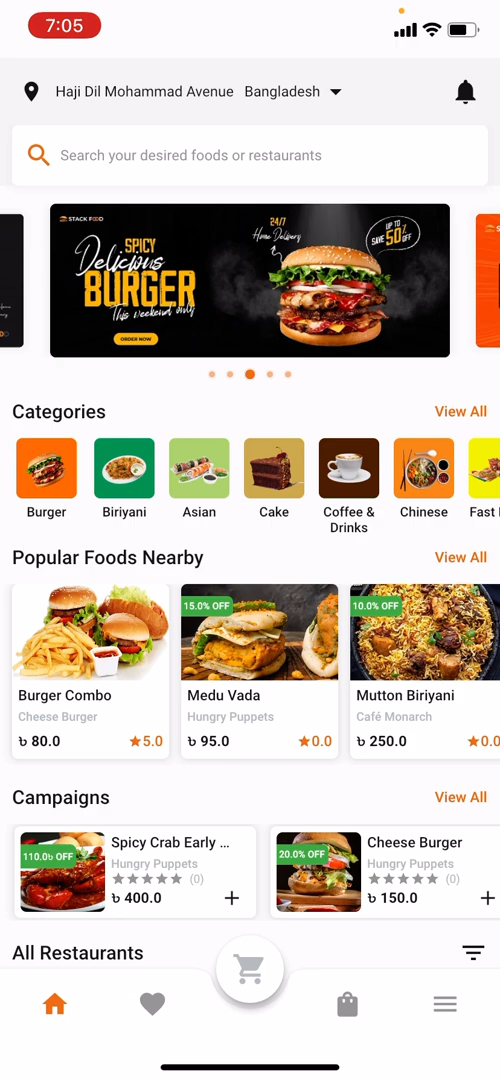 7:05
Haji Dil Mohammad Avenue Bangladesh
Search your desired foods or restaurants
STACK FOOD
SPICY
Delicious
BURGER
This weekend only
ORDER NOW
24/7
Home Delivery
UP TO
SAVE 50% OFF
Categories
View All
Burger
Biriyani
Asian
Cake
Coffee &
Drinks
Chinese
Fast
Popular Foods Nearby
View All
Burger Combo
Cheese Burger
৳ 80.0
5.0
15.0% OFF
Medu Vada
Hungry Puppets
৳ 95.0
0.0
10.0% OFF
Mutton Biriyani
Café Monarch
৳ 250.0
0.0
Campaigns
View All
110.0৳ OFF
Spicy Crab Early ...
Hungry Puppets
(0)
৳ 400.0
20.0% OFF
Cheese Burger
Hungry Puppets
(0)
৳ 150.0
All Restaurants